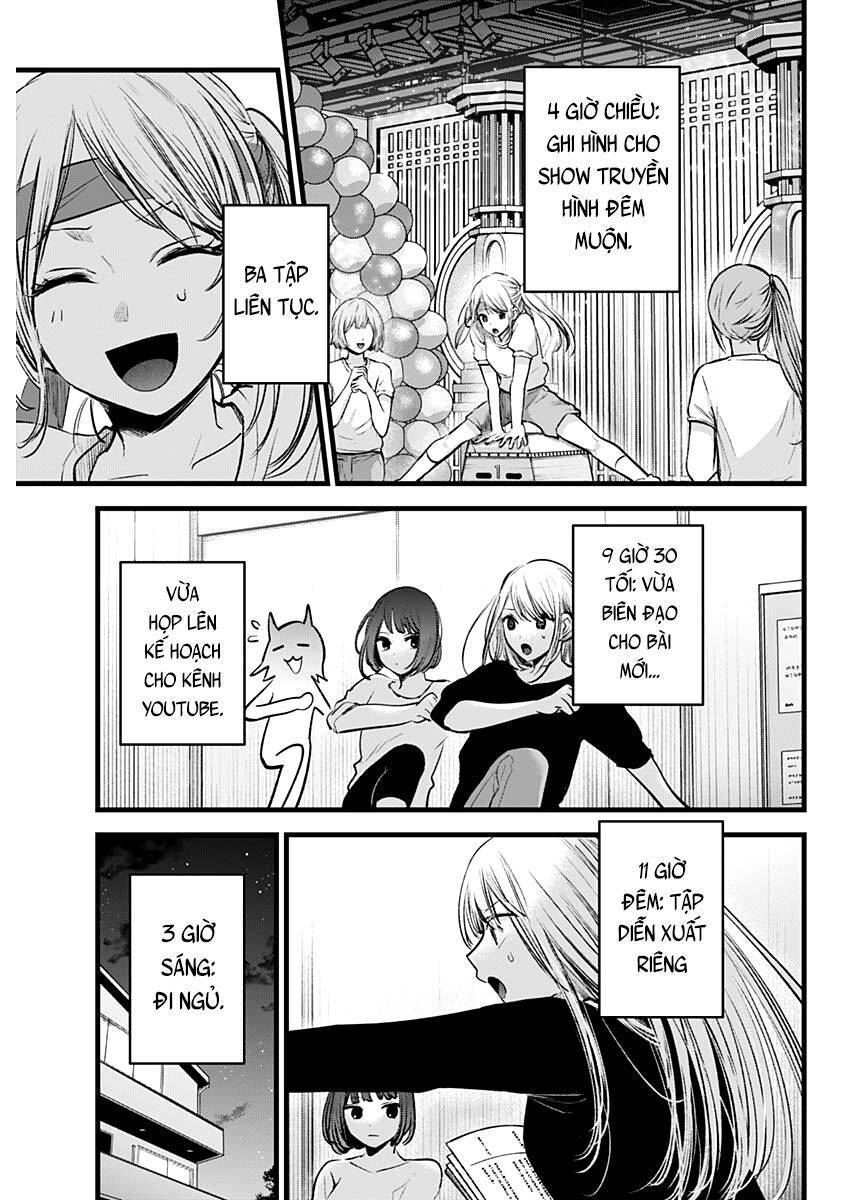 4 GIỜ CHIỀU:
GHI HÌNH CHO
SHOW TRUYỀN
HÌNH ĐÊM
MUỘN.
BA TẬP
LIÊN TỤC.
1
9 GIỜ 30
TỐI: VỪA
BIÊN ĐẠO
CHO BÀI
MỚI...
VỪA
HỌP LÊN
KẾ HOẠCH
CHO KÊNH
YOUTUBE.
11 GIỜ
ĐÊM: TẬP
DIỄN XUẤT
RIÊNG
3 GIỜ
SÁNG:
ĐI NGỦ.